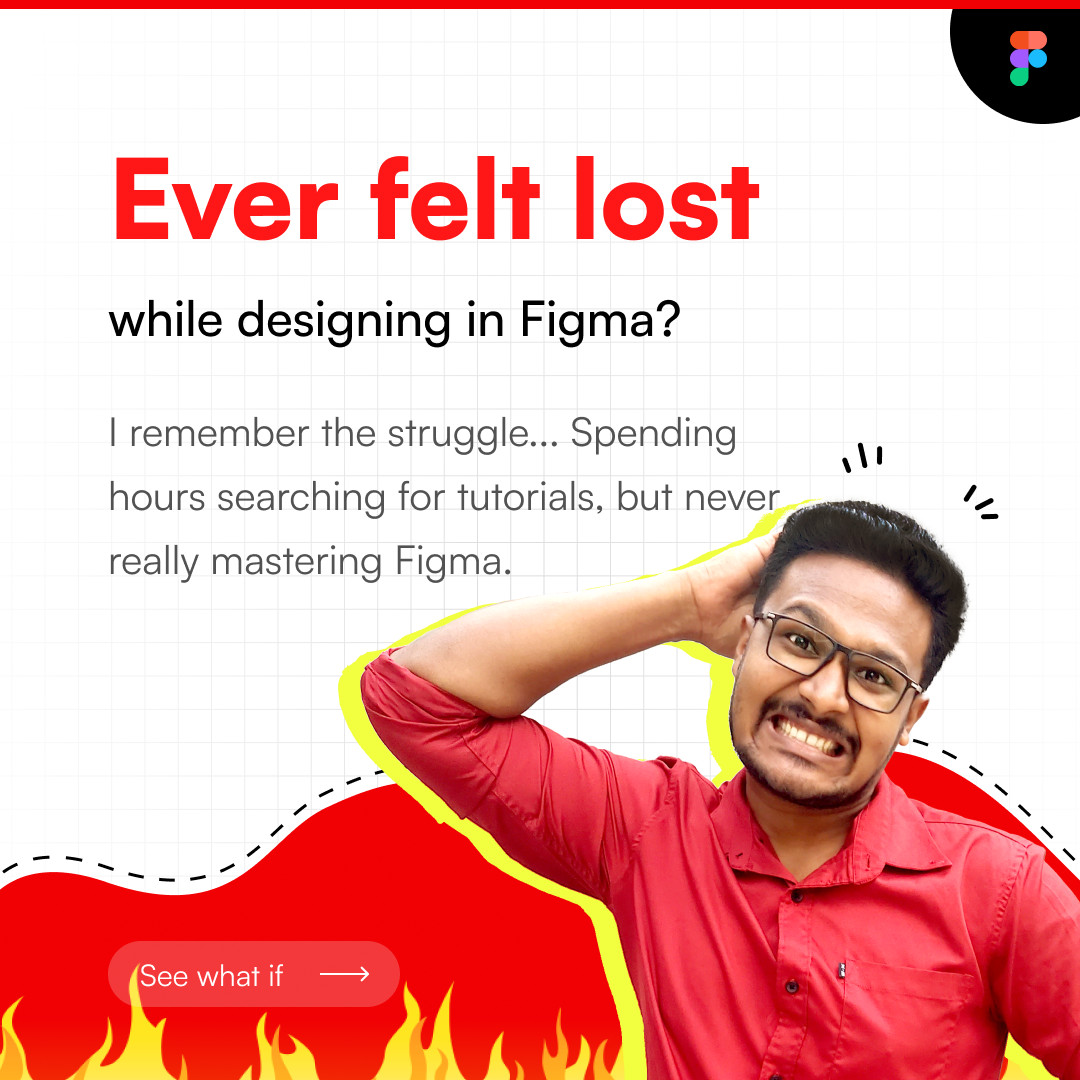 Ever felt lost
while designing in Figma?
I remember the struggle... Spending
hours searching for tutorials, but never
really mastering Figma.
See what if